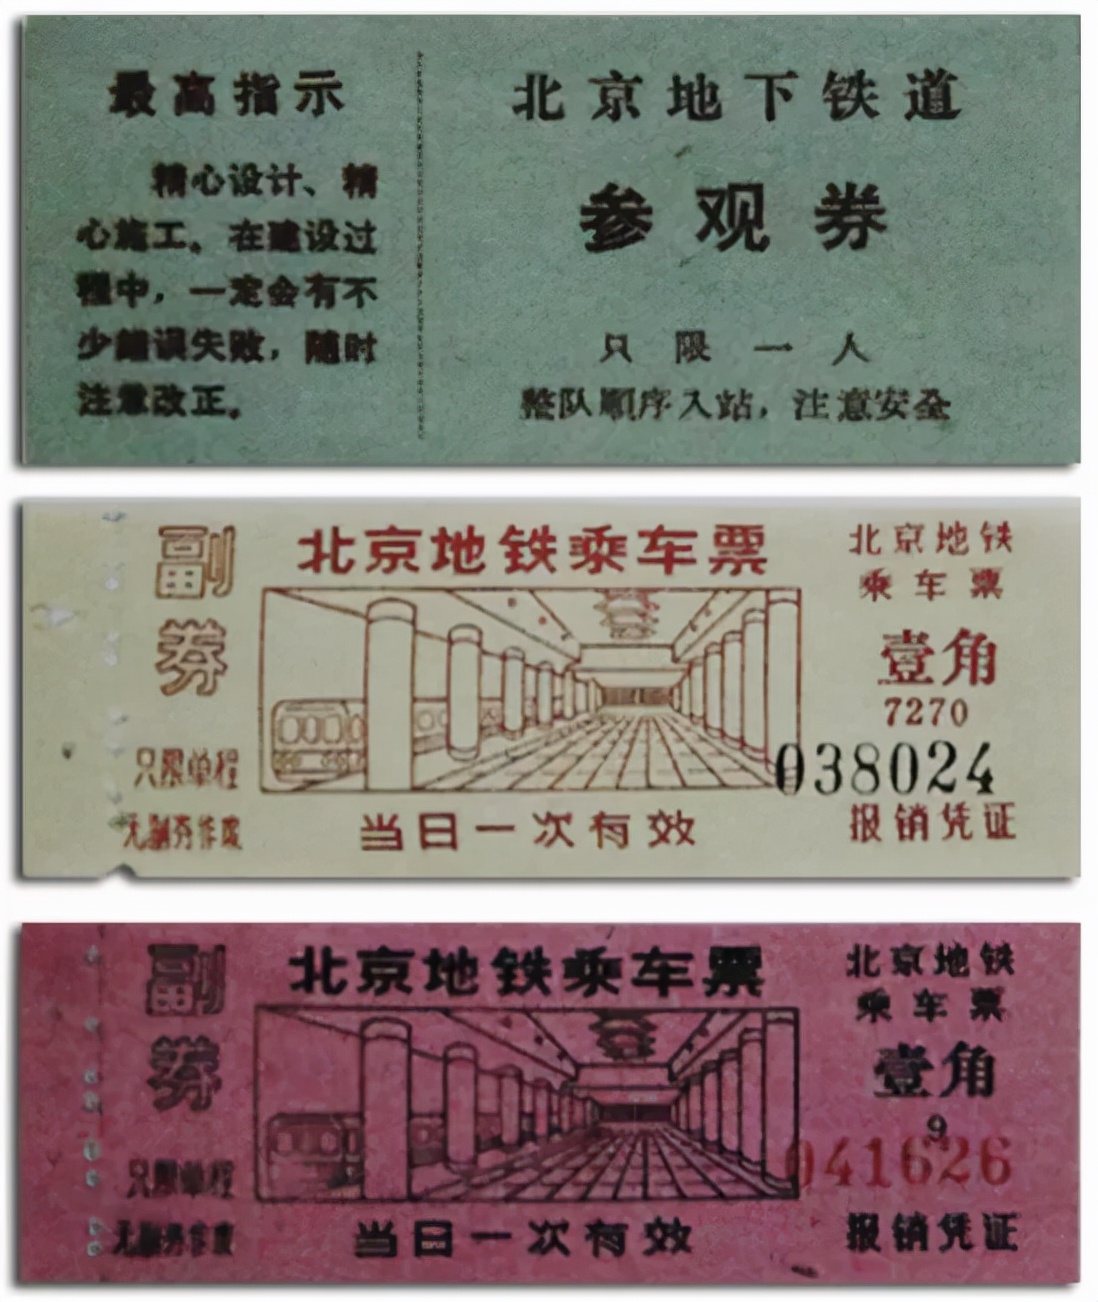 最高指示
精心设计、精
心施工。在建设过
程中，一定会有不
少错误失败，随时
注意改正。
北京地下铁道
参观券
只限一人
整队顺序入站，注意安全
副券
只限单程
无副券作废
北京地铁乘车票
当日一次有效
北京地铁
乘车票
壹角
7270
038024
报销凭证
副券
只限单程
无副券作废
北京地铁乘车票
当日一次有效
北京地铁
乘车票
壹角
9
041626
报销凭证